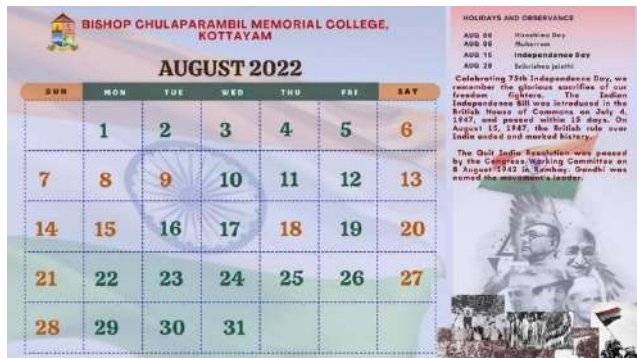 BISHOP CHULAPARAMBIL MEMORIAL COLLEGE,
KOTTAYAM
AUGUST 2022
SUN MON TUE WED THU FRI SAT
1 2 3 4 5 6
7 8 9 10 11 12 13
14 15 16 17 18 19 20
21 22 23 24 25 26 27
28 29 30 31
HOLIDAYS AND OBSERVANCE
AUG Hiroshima Day
AUG Muharram
AUG 15 Independence Day
AUG Jaknthi
Celebrating 75th Independence Day, we
remember the glorious sacrifies of our
freedom fighters. The Indian
Independence Bill was introduced in the
British House of Commons on July 4,
1947, and passed within 15 days. On
August 15, 1947, the British rule over
India ended and marked history.
The Quit India Resolution was passed
by the Congress Working Committee on
8 August 1942 in Bombay. Gandhi was
named the movement's leader.